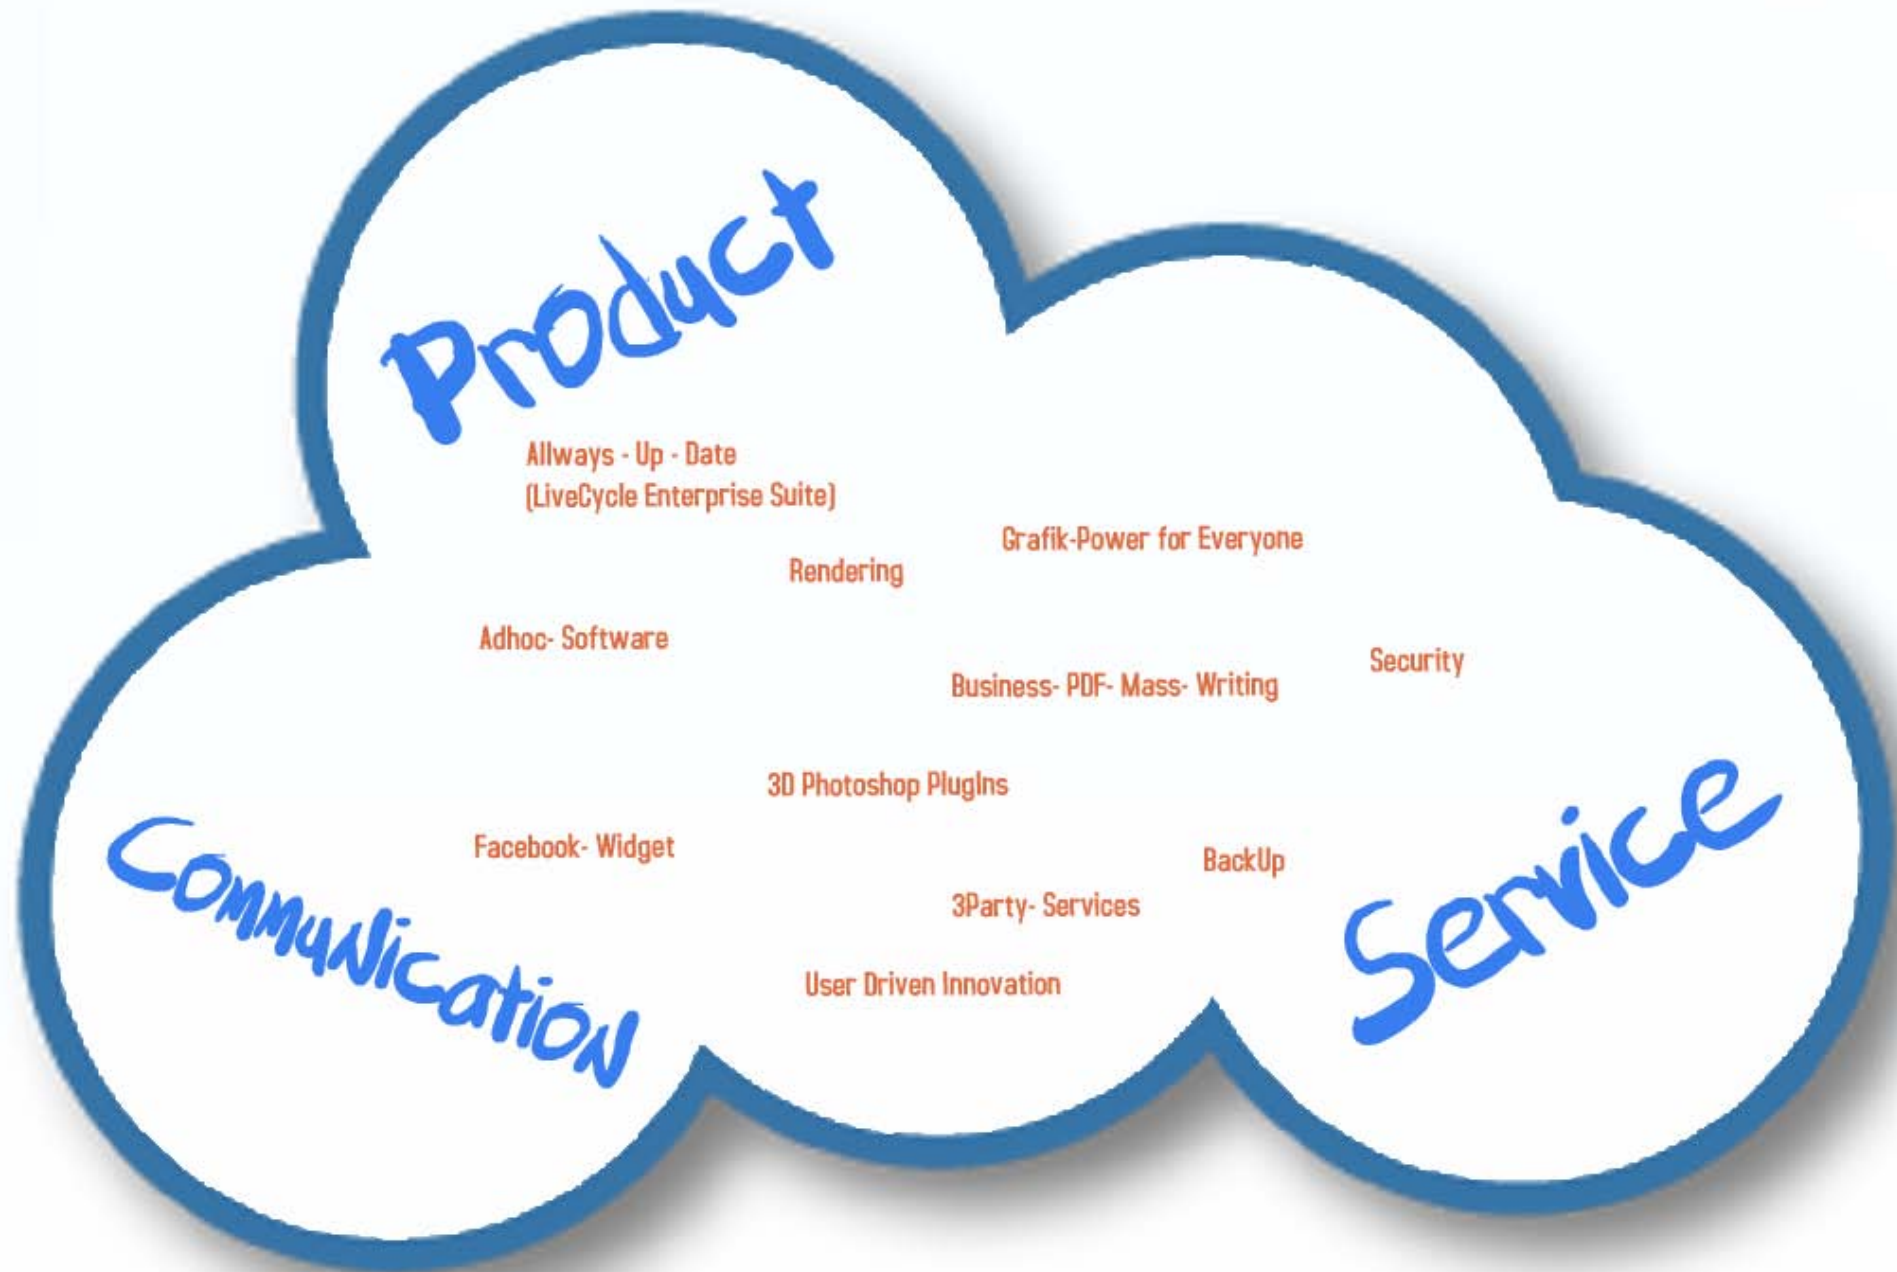 Product
Allways - Up - Date
(LiveCycle Enterprise Suite)
Grafik-Power for Everyone
Rendering
Adhoc- Software
Security
Business- PDF- Mass- Writing
3D Photoshop PlugIns
Facebook- Widget
BackUp
3Party- Services
User Driven Innovation
Communication
Service